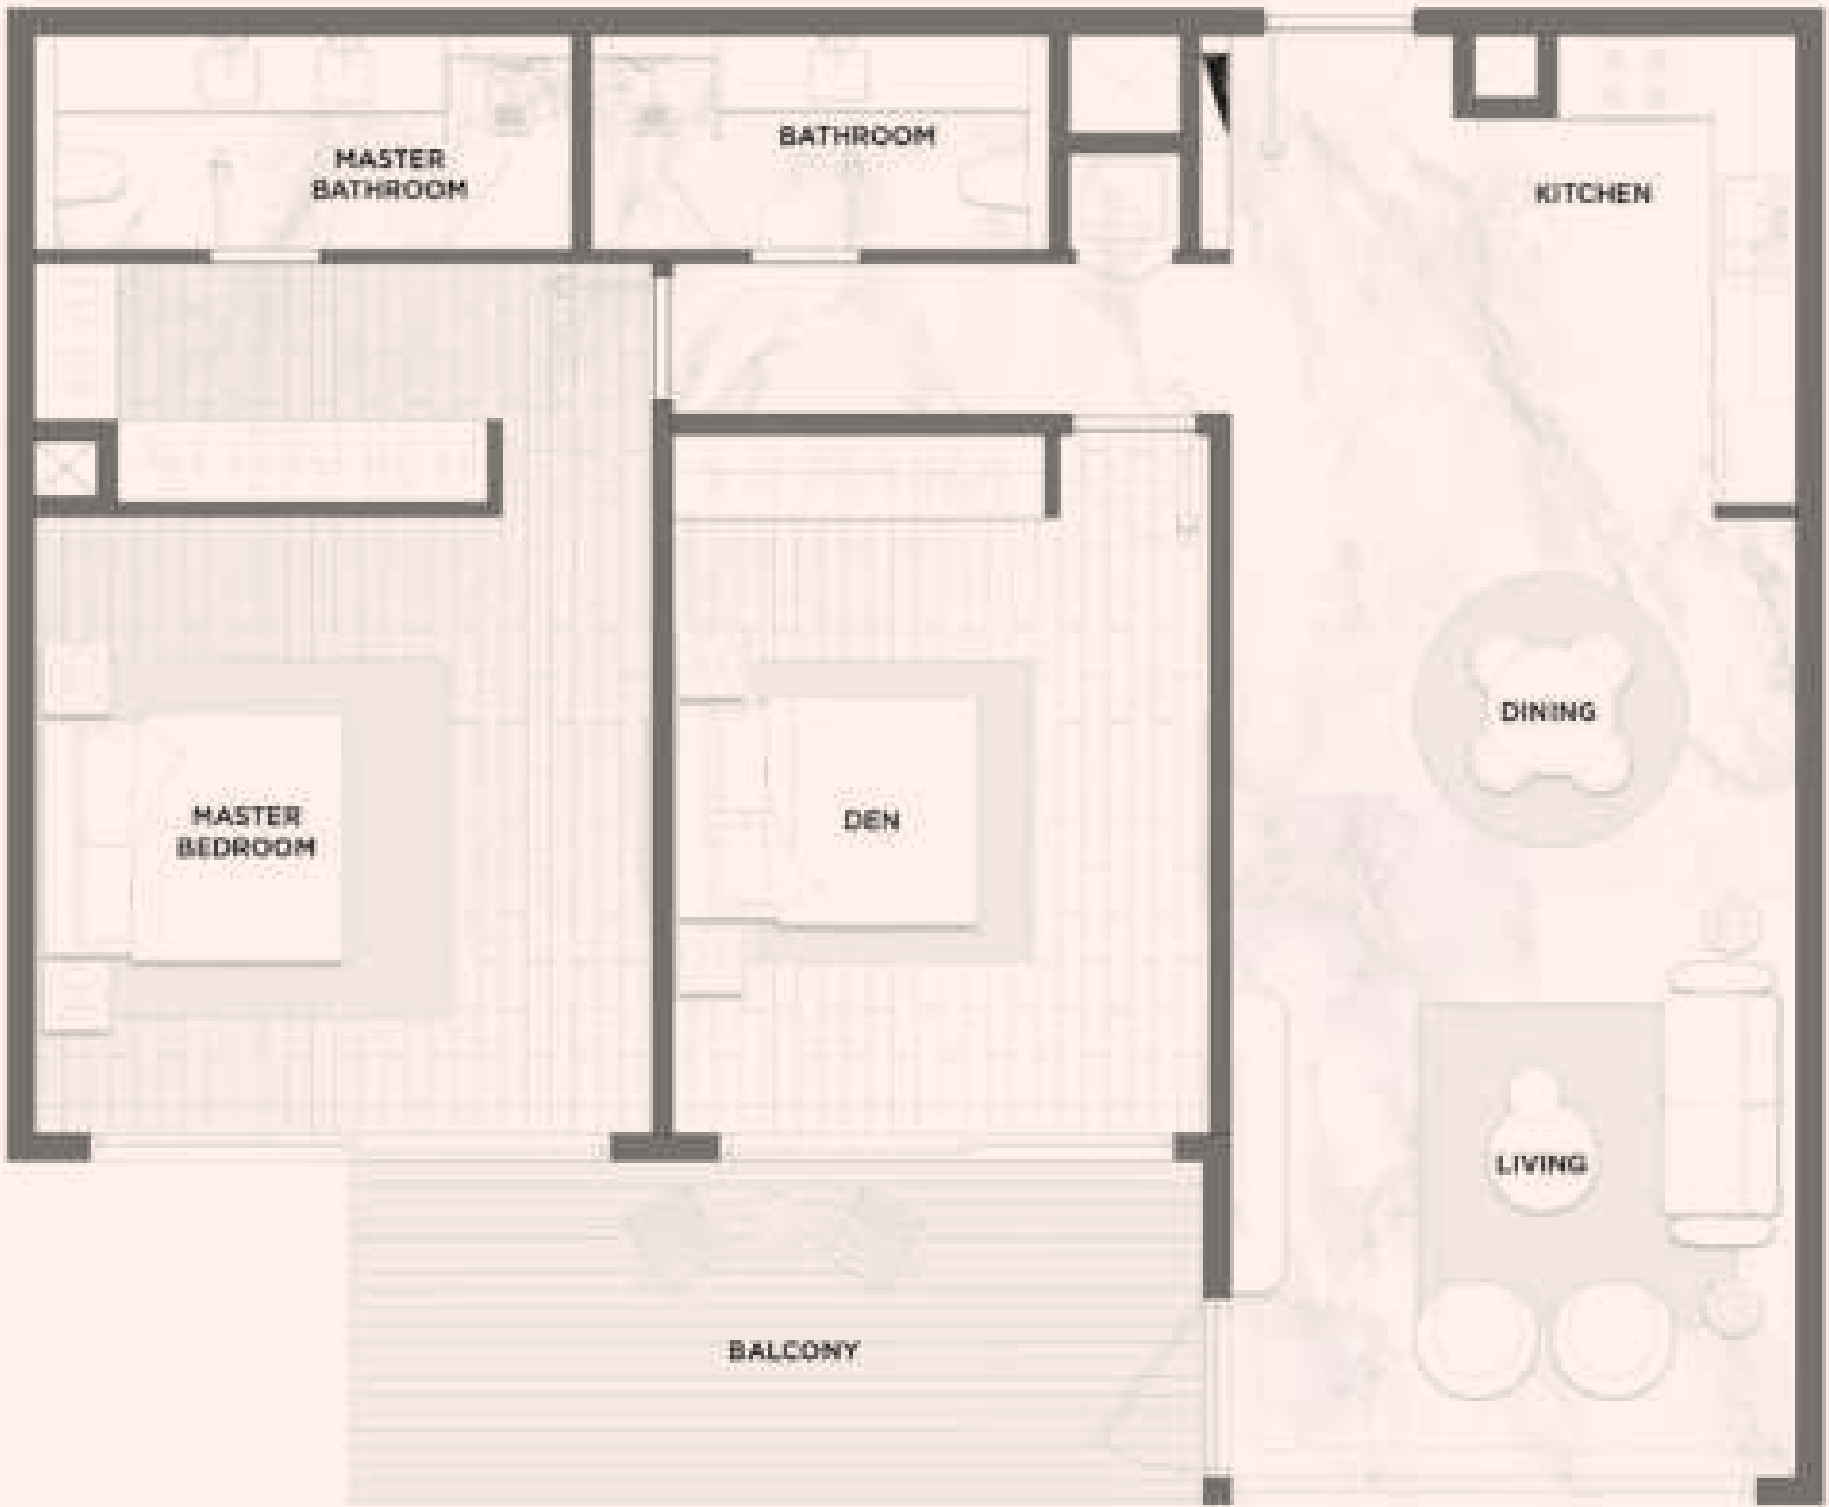 BATHROOM
MASTER
BATHROOM
KITCHEN
DINING
MASTER
BEDROOM
DEN
LIVING
BALCONY